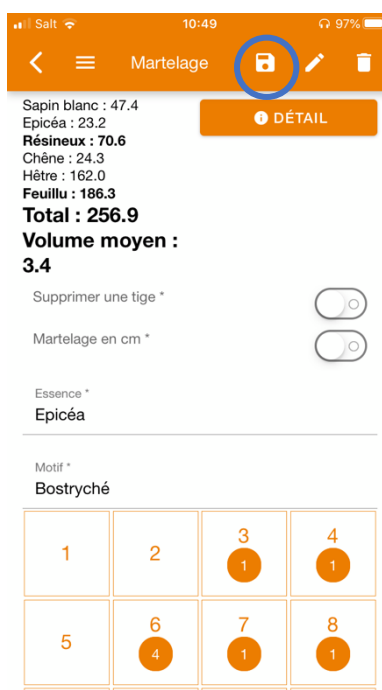 Salt 10:49 97%
Martelage
Sapin blanc : 47.4
Epicéa : 23.2
Résineux : 70.6
Chêne : 24.3
Hêtre : 162.0
Feuillu : 186.3
Total : 256.9
Volume moyen :
3.4
DÉTAIL
Supprimer une tige *
Martelage en cm *
Essence *
Epicéa
Motif *
Bostryché
1 2 3 4
1 1
5 6 7 8
4 1 1